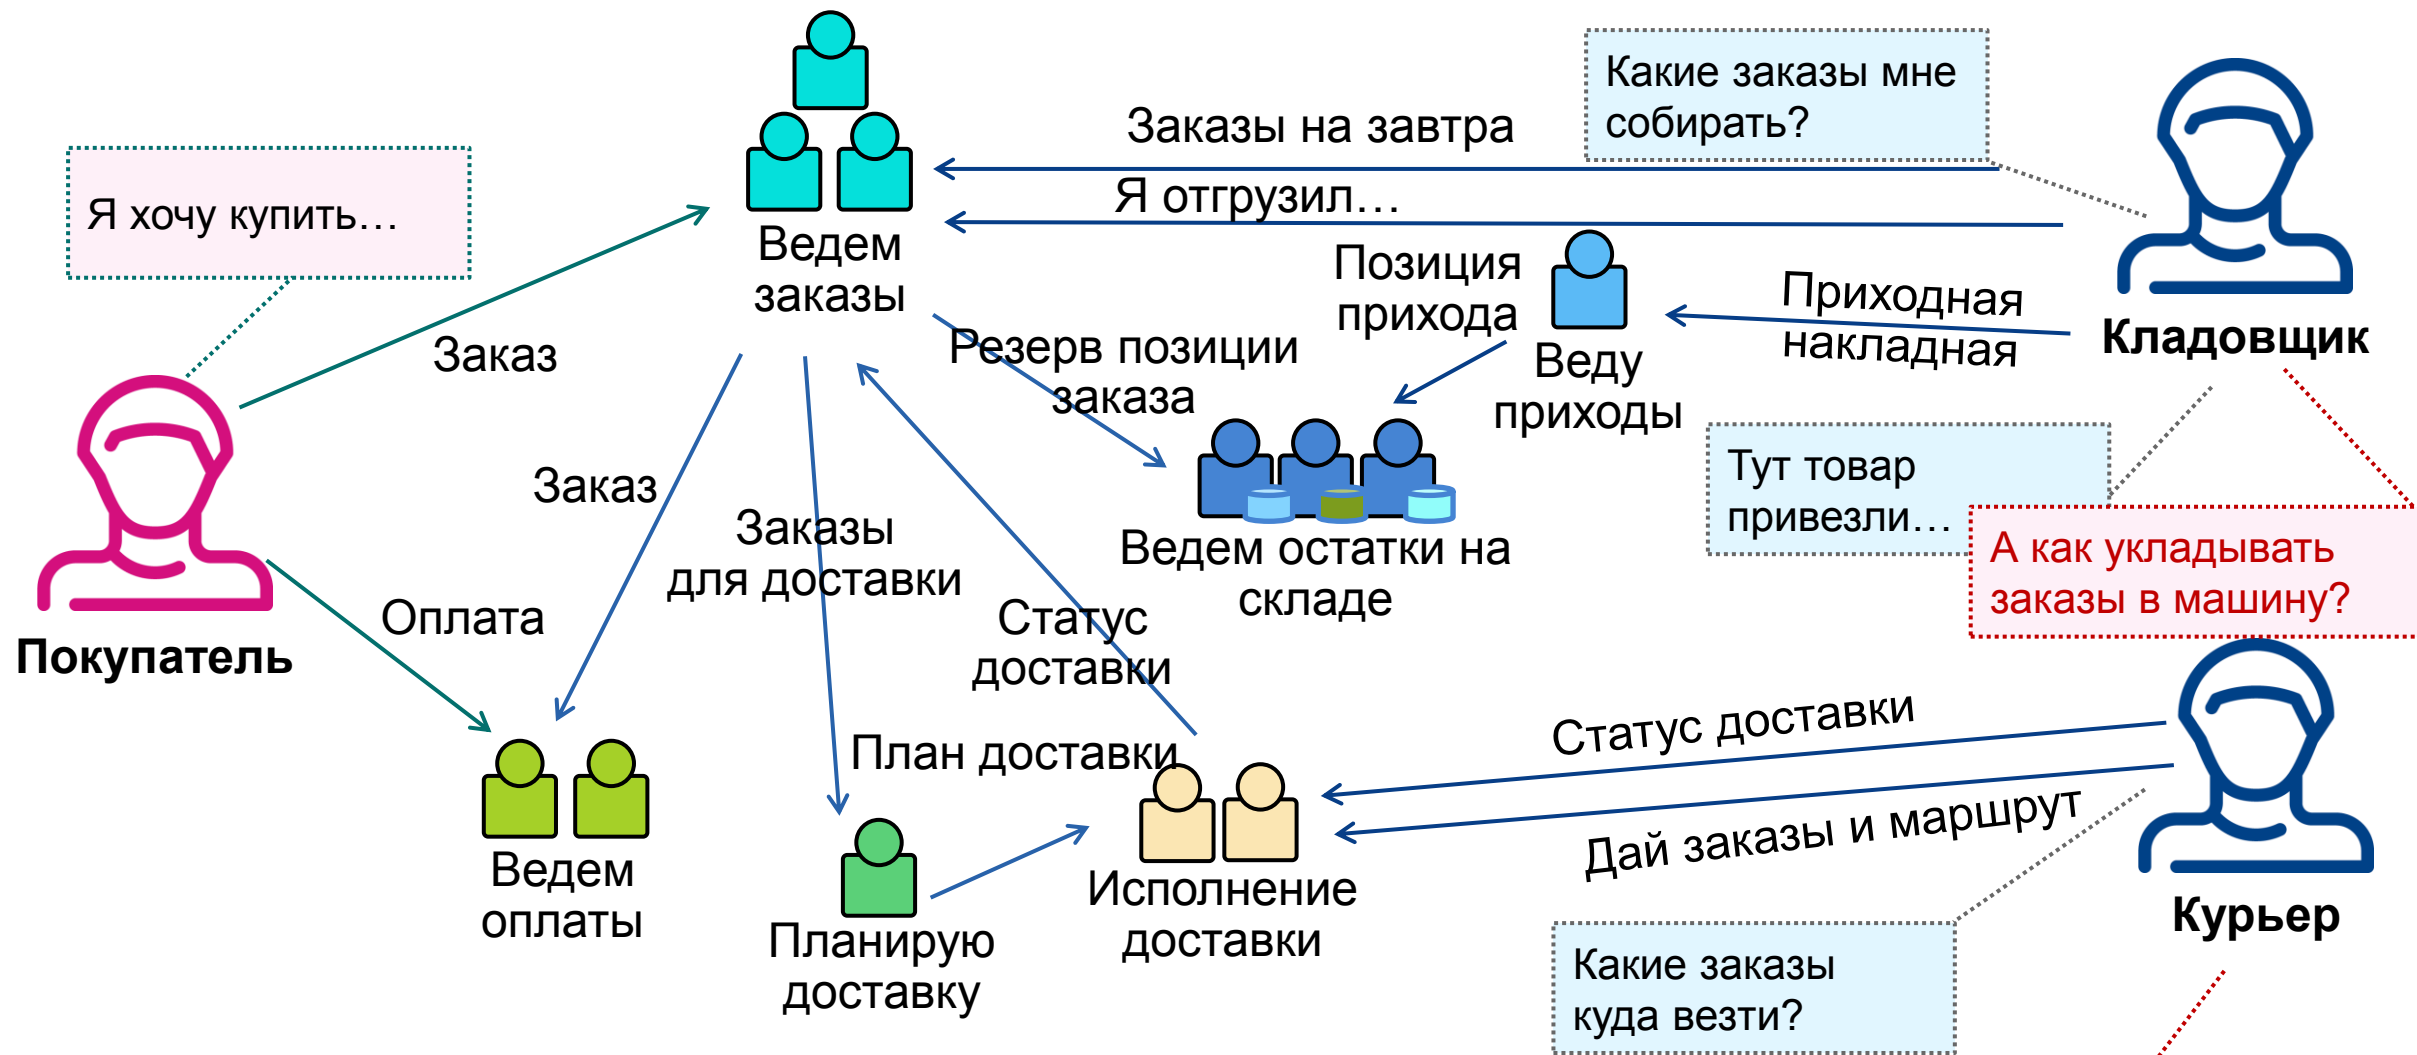 Какие заказы мне
собирать?
Заказы на завтра
Я хочу купить…
Я отгрузил…
Ведем
заказы
Позиция
прихода
Приходная
накладная
Кладовщик
Заказ
Резерв позиции
заказа
Веду
приходы
Тут товар
привезли…
Заказ
Заказы
для доставки
Ведем остатки на
складе
А как укладывать
заказы в машину?
Оплата
Статус
доставки
Покупатель
Статус доставки
План доставки
Дай заказы и маршрут
Ведем
оплаты
Исполнение
доставки
Курьер
Планирую
доставку
Какие заказы
куда везти?